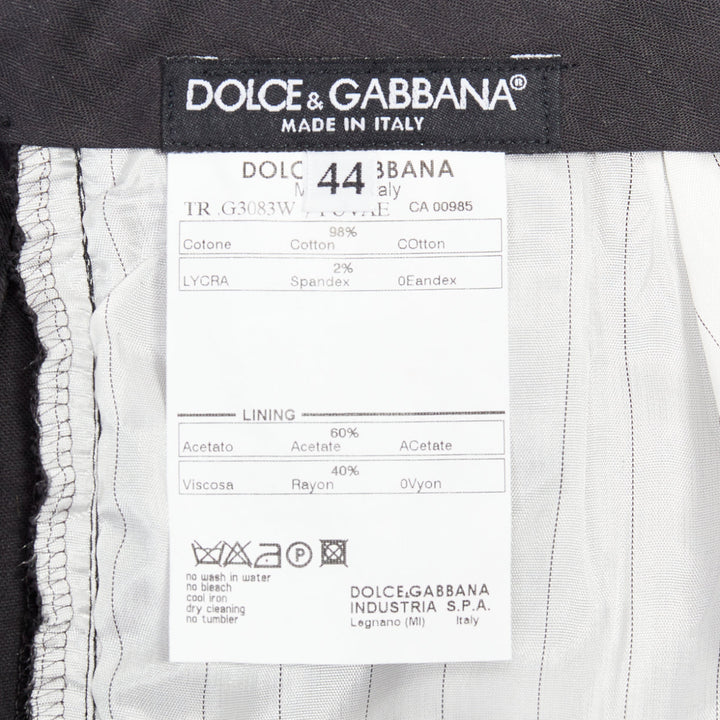 DOLCE & GABBANA®
MADE IN ITALY
DOLC 44 BBANA
M aly
TR .G3083W / FUVAE CA 00985
98%
Cotone Cotton COtton
2%
LYCRA Spandex 0Eandex
LINING
60%
Acetato Acetate ACetate
40%
Viscosa Rayon 0Vyon
P
no wash in water
no bleach
cool iron
dry cleaning
no tumbler
DOLCE&GABBANA
INDUSTRIA S.P.A.
Legnano (MI) Italy